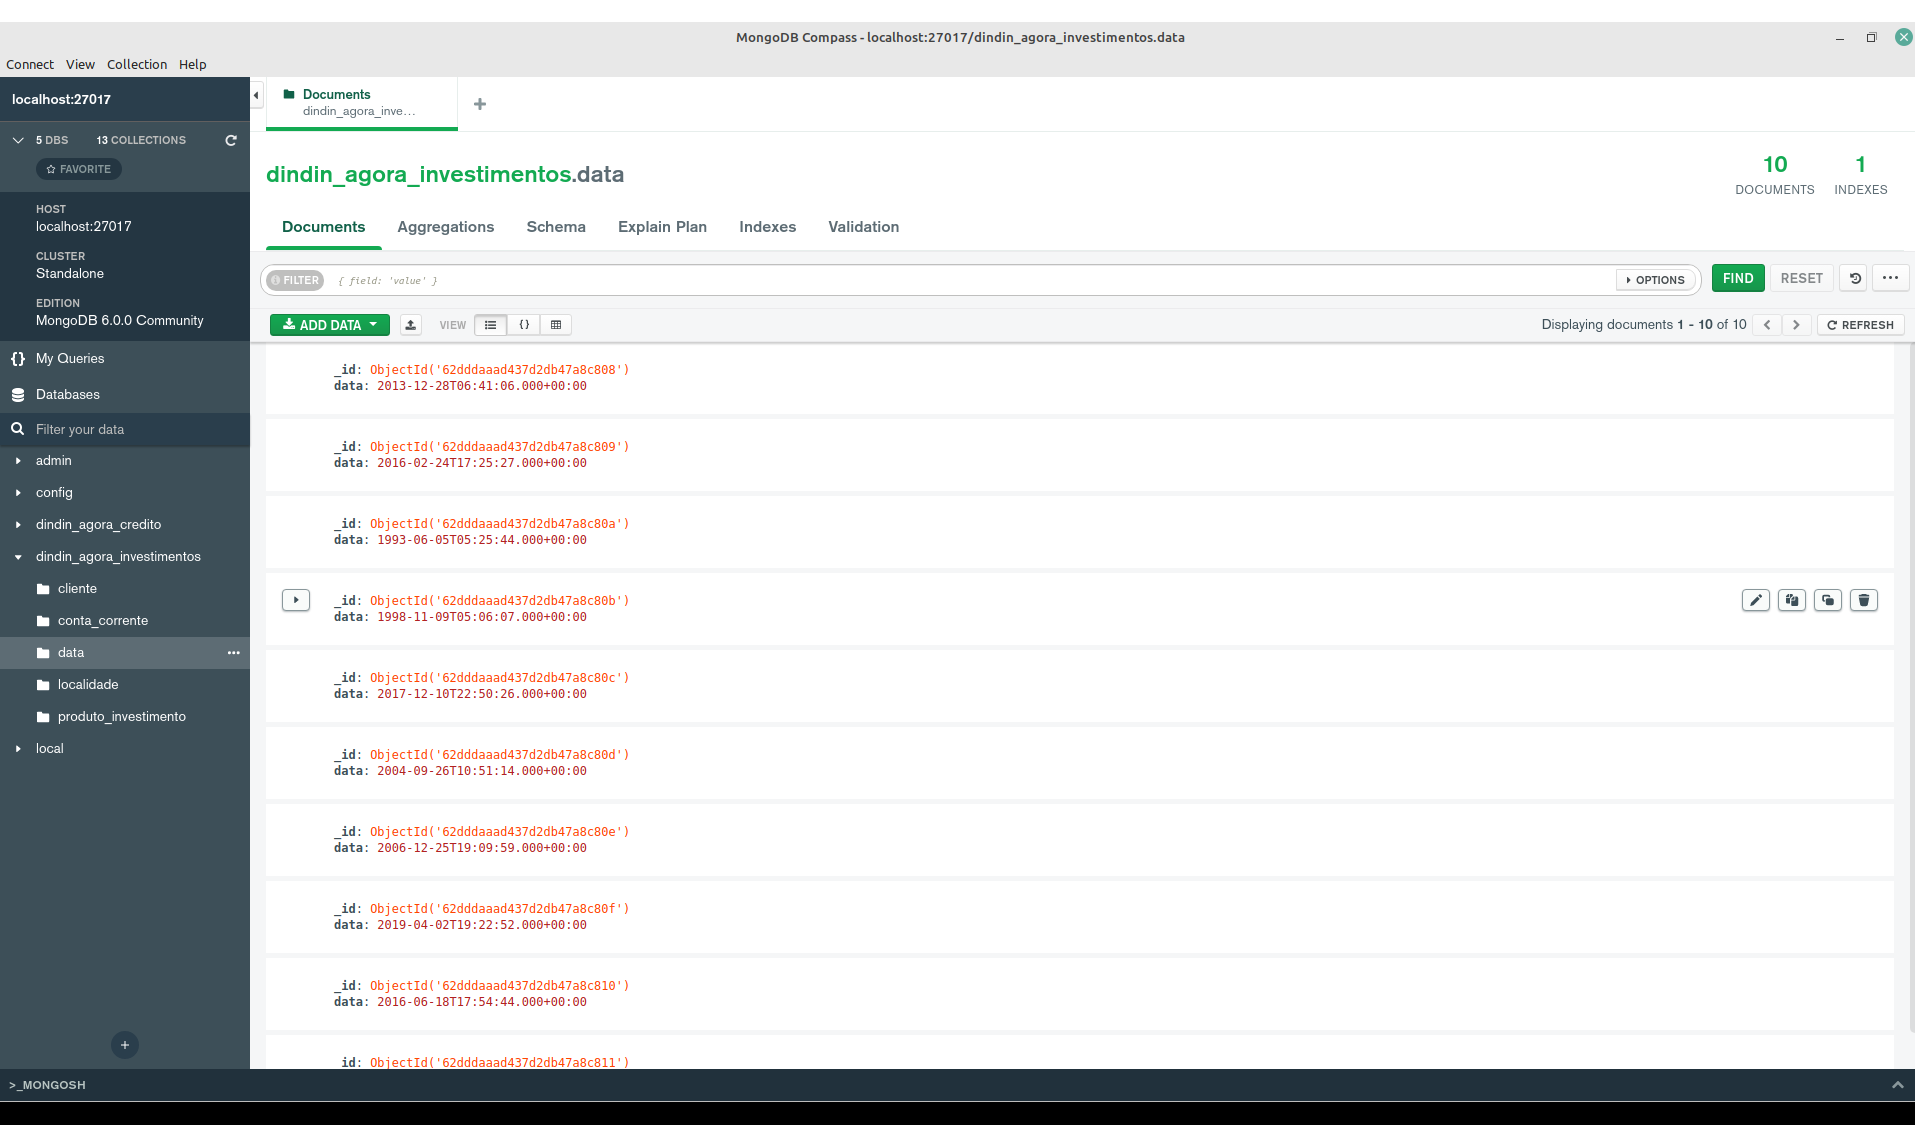 MongoDB Compass - localhost:27017/dindin_agora_investimentos.data
Connect View Collection Help
localhost:27017
5 DBS 13 COLLECTIONS
FAVORITE
HOST
localhost:27017
CLUSTER
Standalone
EDITION
MongoDB 6.0.0 Community
My Queries
Databases
Filter your data
admin
config
dindin_agora_credito
dindin_agora_investimentos
cliente
conta_corrente
data
localidade
produto_investimento
local
Documents
dindin_agora_inve...
dindin_agora_investimentos.data
10
DOCUMENTS
1
INDEXES
Documents Aggregations Schema Explain Plan Indexes Validation
FILTER { field: 'value' } OPTIONS FIND RESET
ADD DATA VIEW {} Displaying documents 1 - 10 of 10 REFRESH
_id: ObjectId('62dddaaad437d2db47a8c808')
data: 2013-12-28T06:41:06.000+00:00
_id: ObjectId('62dddaaad437d2db47a8c809')
data: 2016-02-24T17:25:27.000+00:00
_id: ObjectId('62dddaaad437d2db47a8c80a')
data: 1993-06-05T05:25:44.000+00:00
_id: ObjectId('62dddaaad437d2db47a8c80b')
data: 1998-11-09T05:06:07.000+00:00
_id: ObjectId('62dddaaad437d2db47a8c80c')
data: 2017-12-10T22:50:26.000+00:00
_id: ObjectId('62dddaaad437d2db47a8c80d')
data: 2004-09-26T10:51:14.000+00:00
_id: ObjectId('62dddaaad437d2db47a8c80e')
data: 2006-12-25T19:09:59.000+00:00
_id: ObjectId('62dddaaad437d2db47a8c80f')
data: 2019-04-02T19:22:52.000+00:00
_id: ObjectId('62dddaaad437d2db47a8c810')
data: 2016-06-18T17:54:44.000+00:00
_id: ObjectId('62dddaaad437d2db47a8c811')
>_MONGOSH